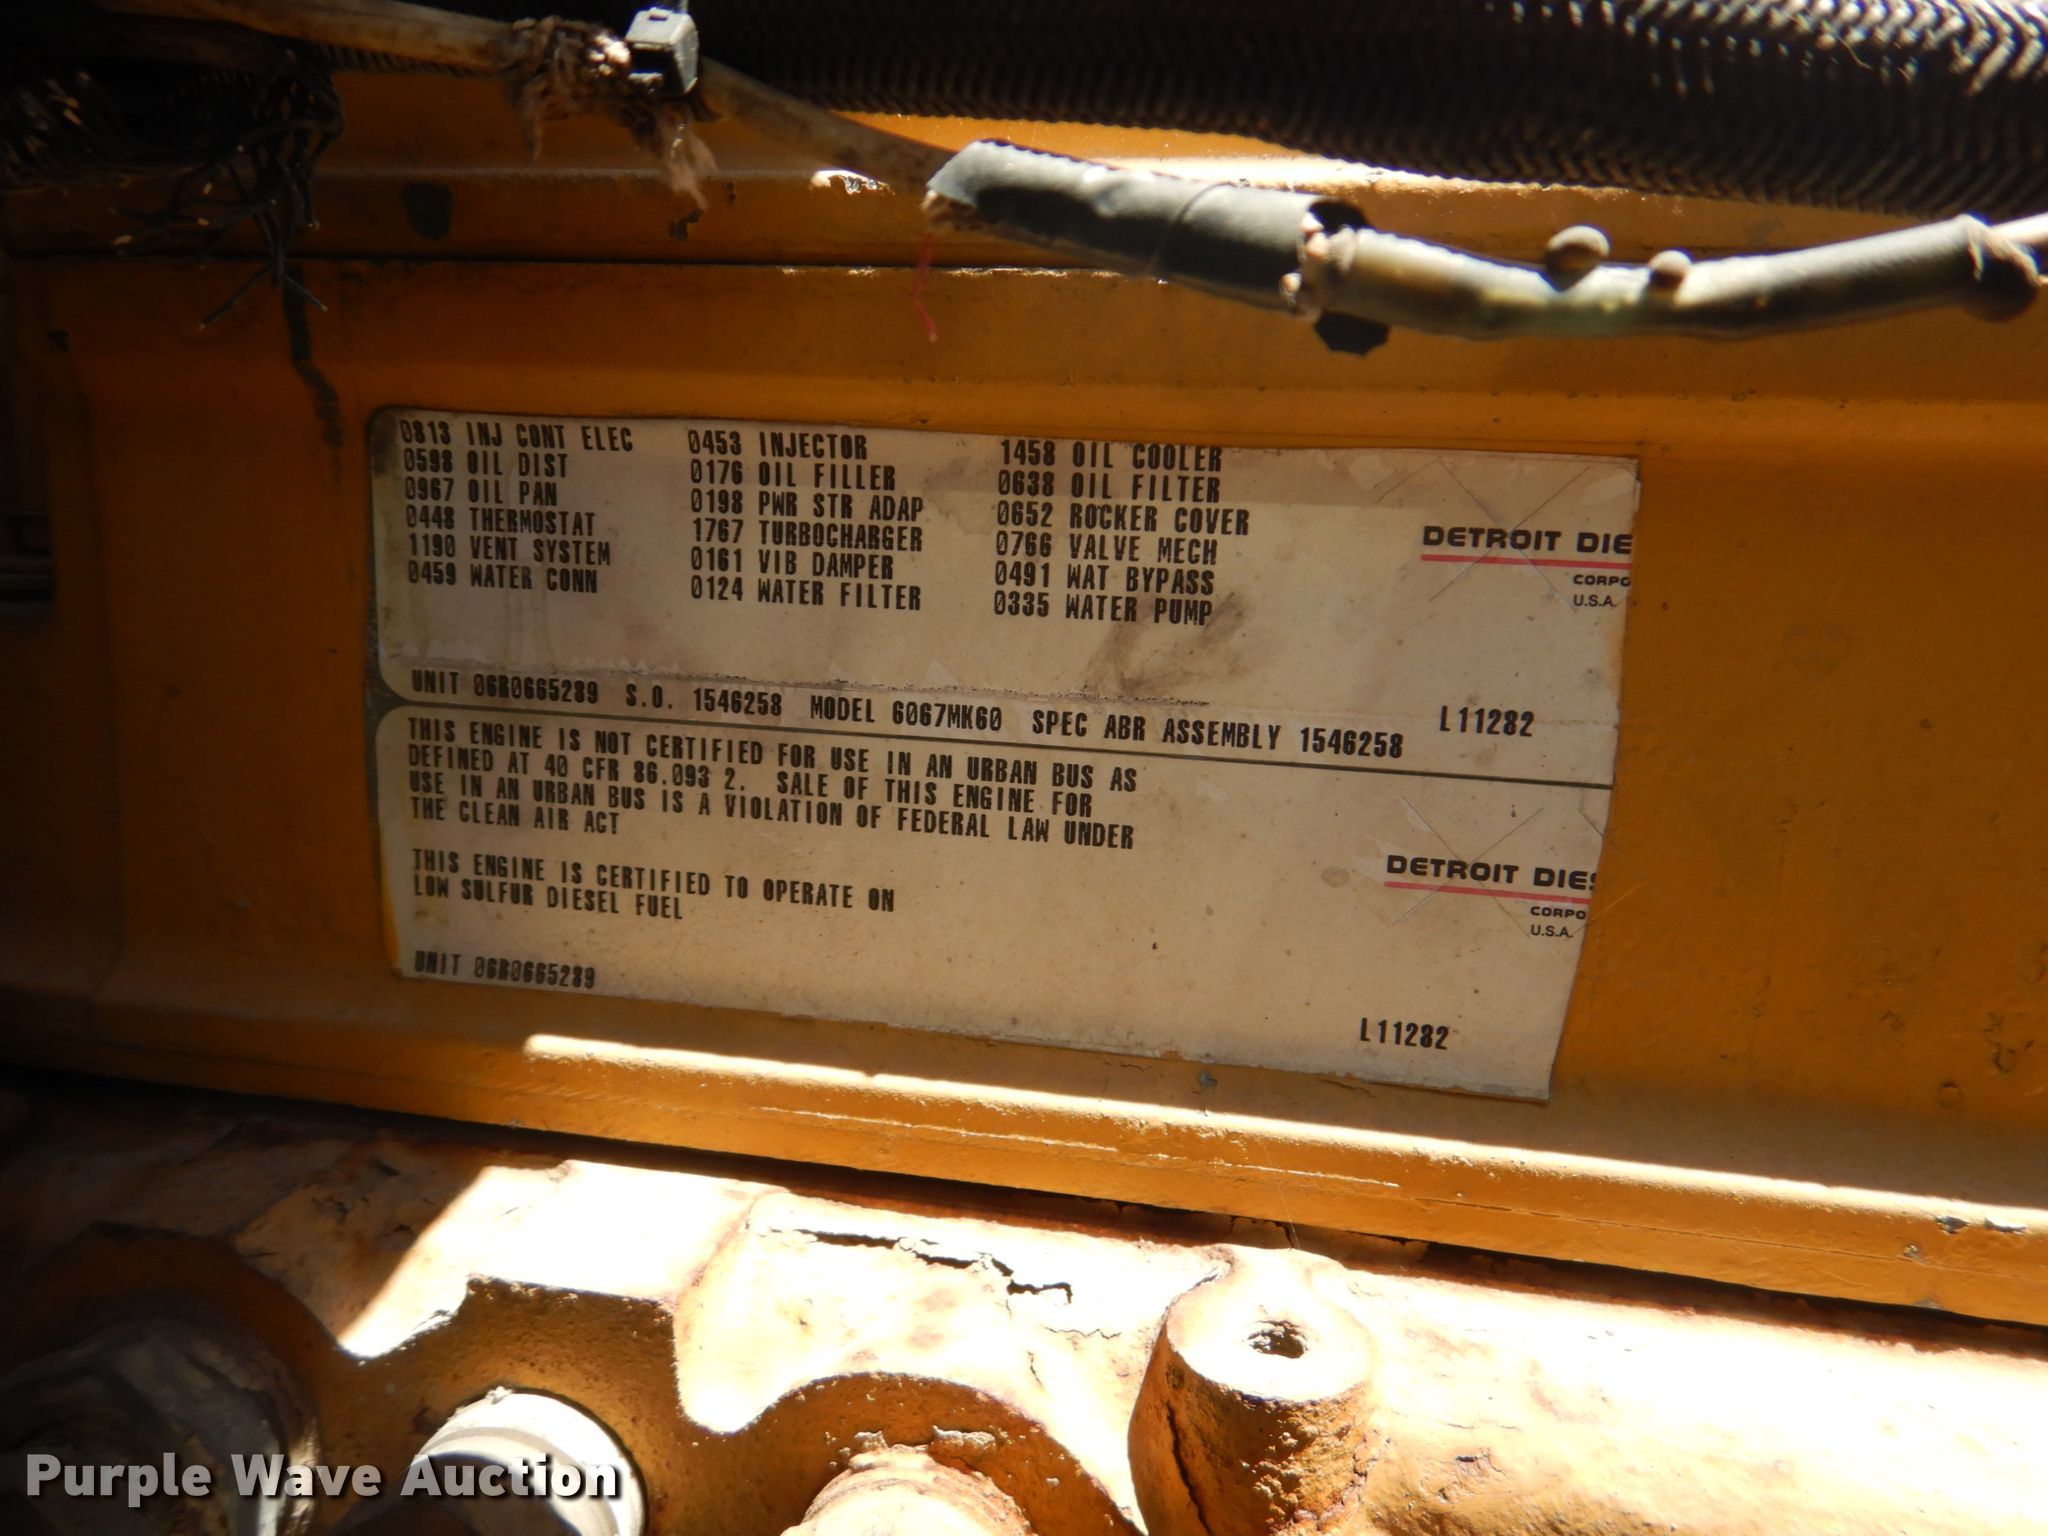 0813 INJ CONT ELEC 0453 INJECTOR 1458 OIL COOLER
0598 OIL DIST 0176 OIL FILLER 0638 OIL FILTER
0967 OIL PAN 0198 PWR STR ADAP 0652 ROCKER COVER
0448 THERMOSTAT 1767 TURBOCHARGER 0766 VALVE MECH
1190 VENT SYSTEM 0161 VIB DAMPER 0491 WAT BYPASS
0459 WATER CONN 0124 WATER FILTER 0335 WATER PUMP
DETROIT DIE
CORPO
U.S.A.
UNIT 06R0665289 S.O. 1546258 MODEL 6067MK60 SPEC ABR ASSEMBLY 1546258
L11282
THIS ENGINE IS NOT CERTIFIED FOR USE IN AN URBAN BUS AS
DEFINED AT 40 CFR 86.093 2. SALE OF THIS ENGINE FOR
USE IN AN URBAN BUS IS A VIOLATION OF FEDERAL LAW UNDER
THE CLEAN AIR ACT
THIS ENGINE IS CERTIFIED TO OPERATE ON
LOW SULFUR DIESEL FUEL
DETROIT DIES
CORPO
U.S.A.
UNIT 06R0665289
L11282
Purple Wave Auction